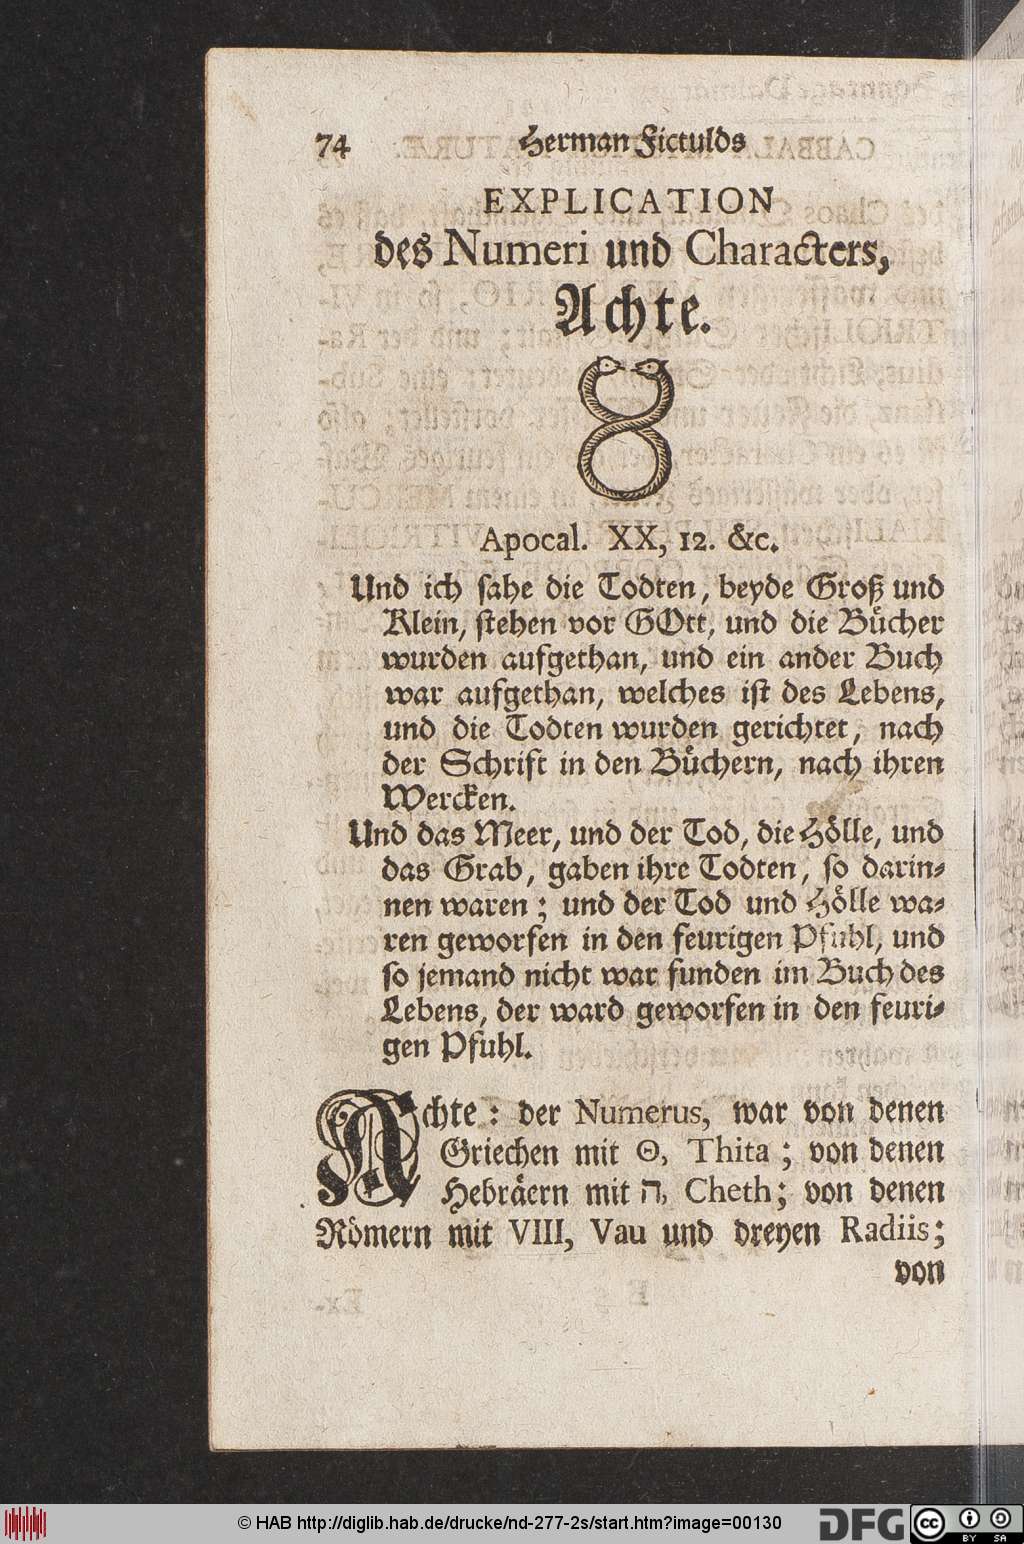 74 Herman Fictulds
EXPLICATION
des Numeri und Characters,
Achte.
Apocal. XX, 12. &c.
Und ich sahe die Todten, beyde Groß und
Klein, stehen vor GOtt, und die Bücher
wurden aufgethan, und ein ander Buch
war aufgethan, welches ist des Lebens,
und die Todten wurden gerichtet, nach
der Schrift in den Büchern, nach ihren
Wercken.
Und das Meer, und der Tod, die Hölle, und
das Grab, gaben ihre Todten, so darin-
nen waren; und der Tod und Hölle wa-
ren geworfen in den feurigen Pfuhl, und
so jemand nicht war funden im Buch des
Lebens, der ward geworfen in den feuri-
gen Pfuhl.
Achte: der Numerus, war von denen
Griechen mit Θ, Thita; von denen
Hebräern mit ח, Cheth; von denen
Römern mit VIII, Vau und dreyen Radiis;
von
© HAB http://diglib.hab.de/drucke/nd-277-2s/start.htm?image=00130
DFG
cc BY SA